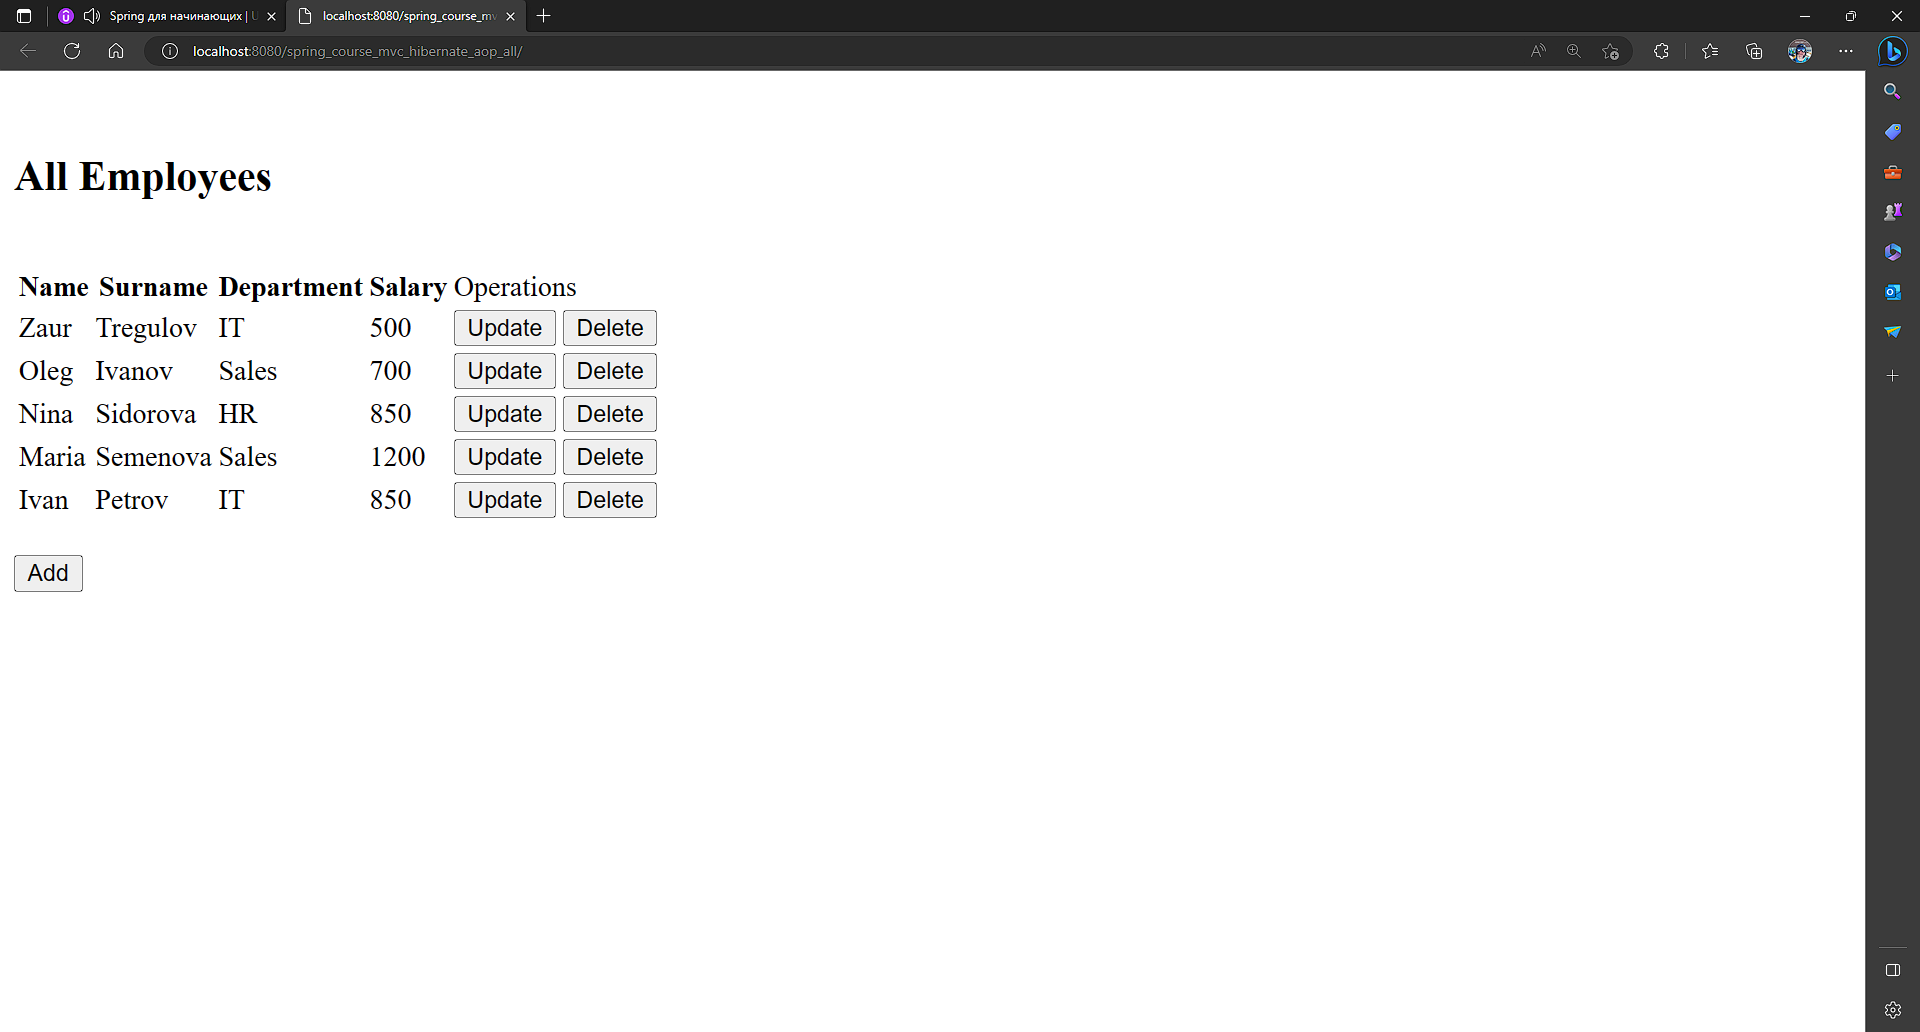 Spring для начинающих | U
localhost:8080/spring_course_mv
localhost:8080/spring_course_mvc_hibernate_aop_all/
All Employees
Name Surname Department Salary Operations
Zaur Tregulov IT 500 Update Delete
Oleg Ivanov Sales 700 Update Delete
Nina Sidorova HR 850 Update Delete
Maria Semenova Sales 1200 Update Delete
Ivan Petrov IT 850 Update Delete
Add